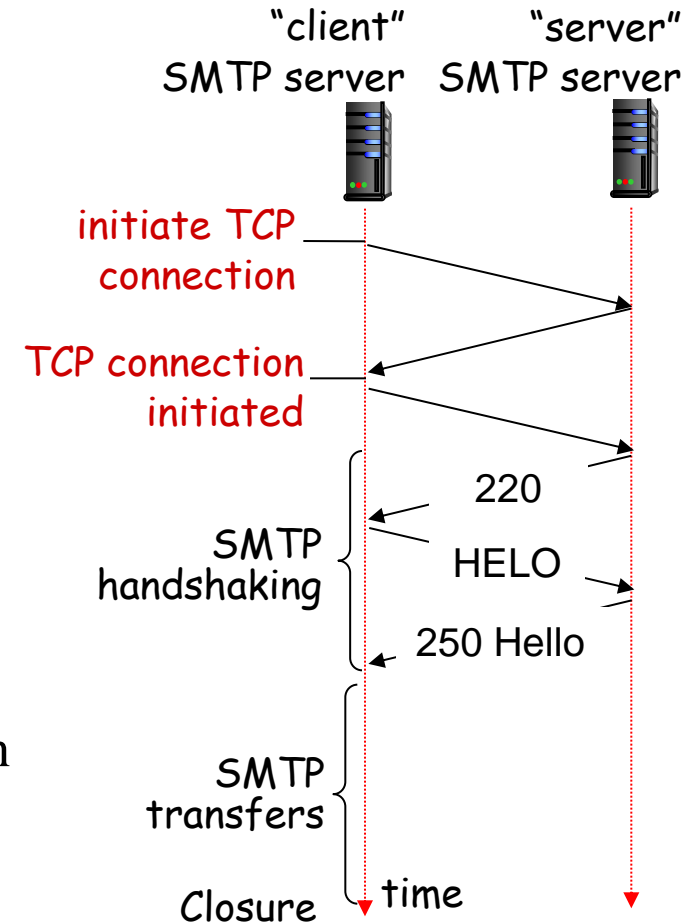 “client”
SMTP server
“server”
SMTP server
initiate TCP
connection
TCP connection
initiated
220
SMTP
handshaking
HELO
250 Hello
SMTP
transfers
time
Closure